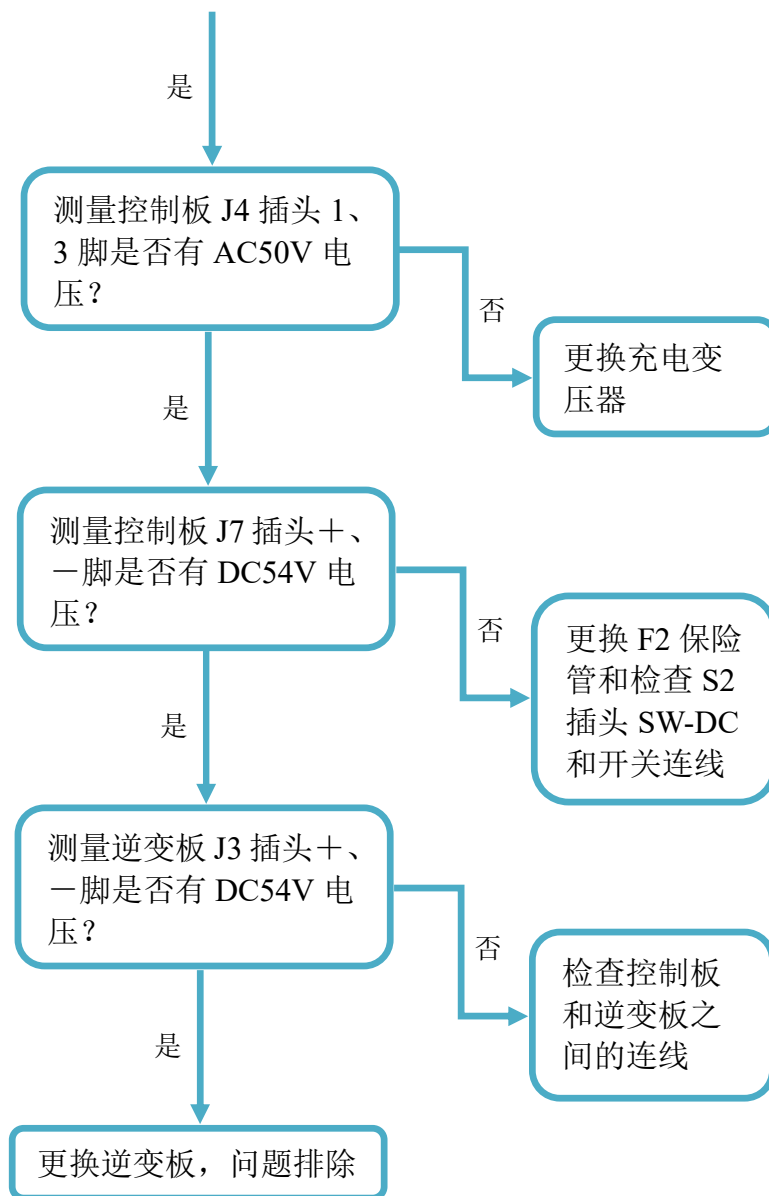 是
测量控制板 J4 插头 1、
3 脚是否有 AC50V 电
压？
否
更换充电变
压器
是
测量控制板 J7 插头＋、
－脚是否有 DC54V 电
压？
否
更换 F2 保险
管和检查 S2
插头 SW-DC
和开关连线
是
测量逆变板 J3 插头＋、
－脚是否有 DC54V 电
压？
否
检查控制板
和逆变板之
间的连线
是
更换逆变板，问题排除